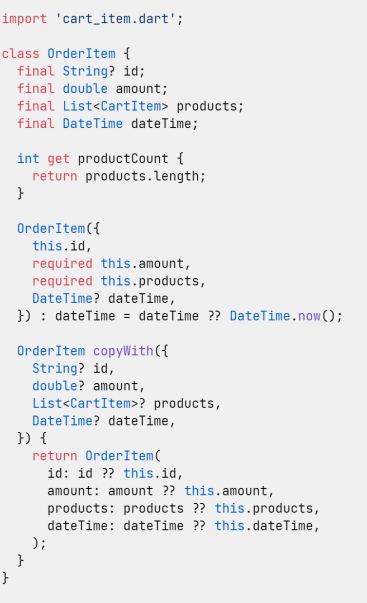 import 'cart_item.dart';
class OrderItem {
final String? id;
final double amount;
final List<CartItem> products;
final DateTime dateTime;
int get productCount {
return products.length;
}
OrderItem({
this.id,
required this.amount,
required this.products,
DateTime? dateTime,
}) : dateTime = dateTime ?? DateTime.now();
OrderItem copyWith({
String? id,
double? amount,
List<CartItem>? products,
DateTime? dateTime,
}) {
return OrderItem(
id: id ?? this.id,
amount: amount ?? this.amount,
products: products ?? this.products,
dateTime: dateTime ?? this.dateTime,
);
}
}